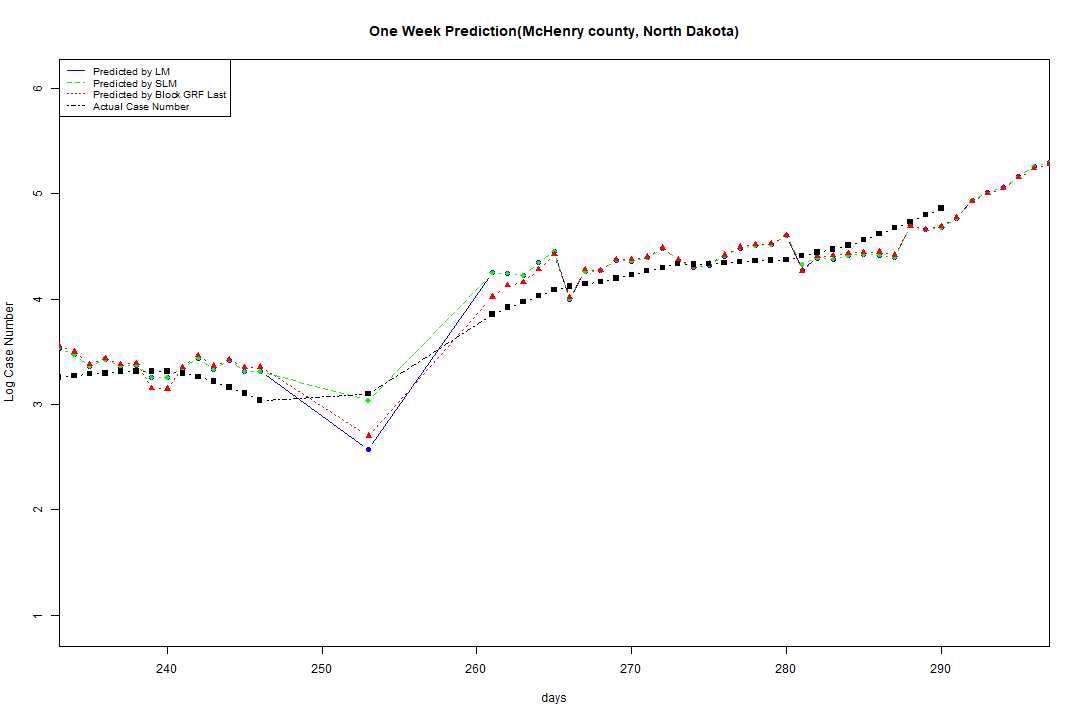 One Week Prediction(McHenry county, North Dakota)
Predicted by LM
Predicted by SLM
Predicted by Block GRF Last
Actual Case Number
6
5
4
3
2
1
Log Case Number
240 250 260 270 280 290
days